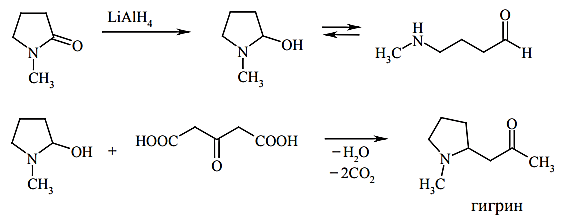 LiAlH4
N
O
CH3
N
OH
CH3
H3C
H
N
H
O
N
OH
CH3
+
HOOC
COOH
O
−H2O
−2CO2
N
H3C
O
CH3
гигрин